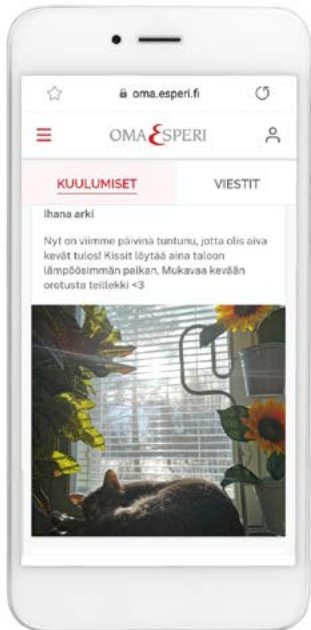 oma.esperi.fi
OMA ESPERI
KUULUMISET
VIESTIT
Ihana arki
Nyt on viimme päivinä tuntunu, jotta olis aiva
kevät tulos! Kissit löytää aina taloon
lämpöösimmän paikan. Mukavaa kevään
orotusta teillekki <3